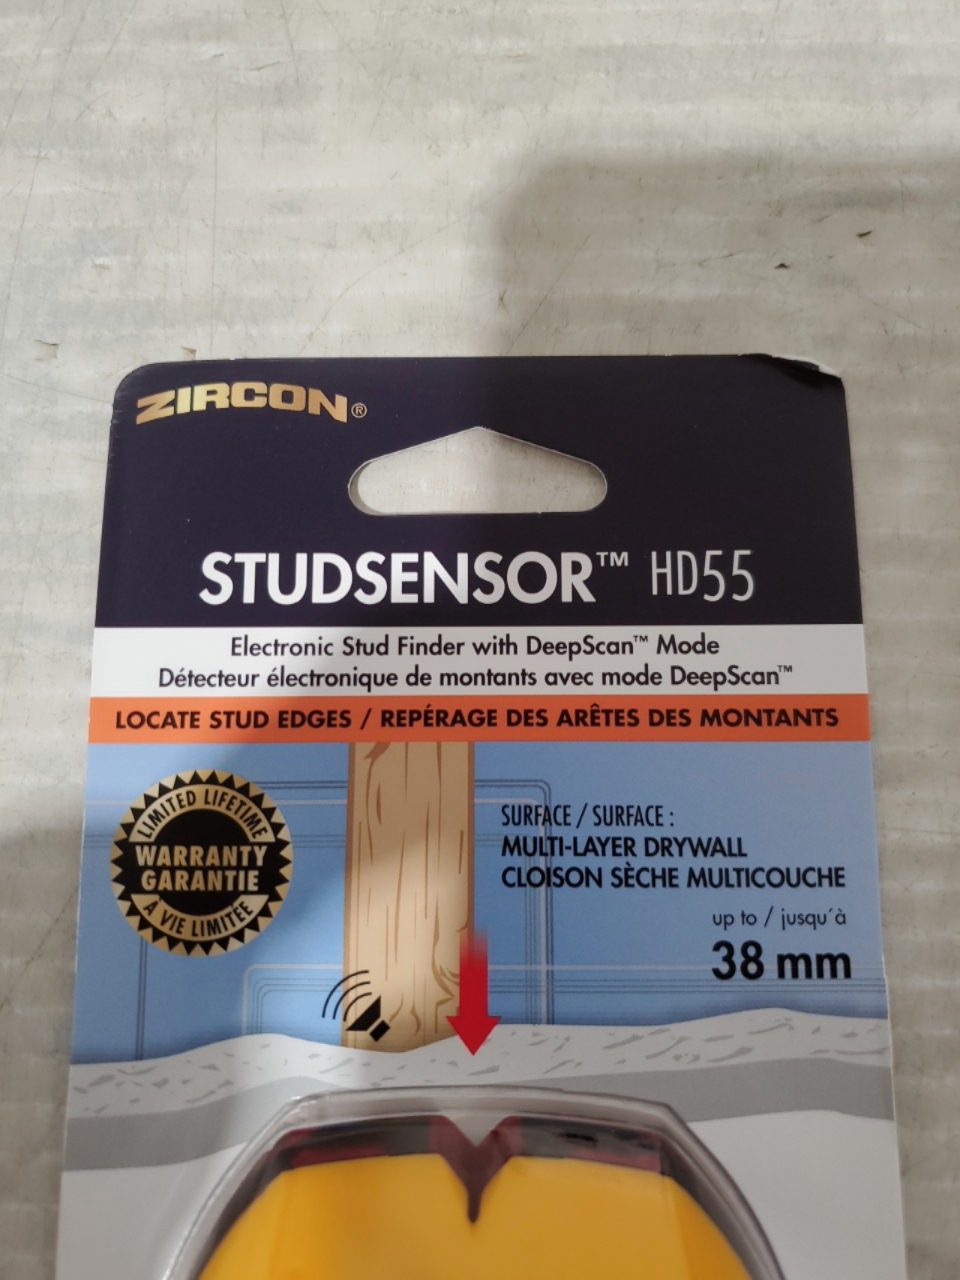 ZIRCON®
STUDSENSOR™ HD55
Electronic Stud Finder with DeepScan™ Mode
Détecteur électronique de montants avec mode DeepScan™
LOCATE STUD EDGES / REPÉRAGE DES ARÊTES DES MONTANTS
LIMITED LIFETIME
WARRANTY
GARANTIE
A VIE LIMITÉE
SURFACE / SURFACE :
MULTI-LAYER DRYWALL
CLOISON SÈCHE MULTICOUCHE
up to / jusqu´à
38 mm